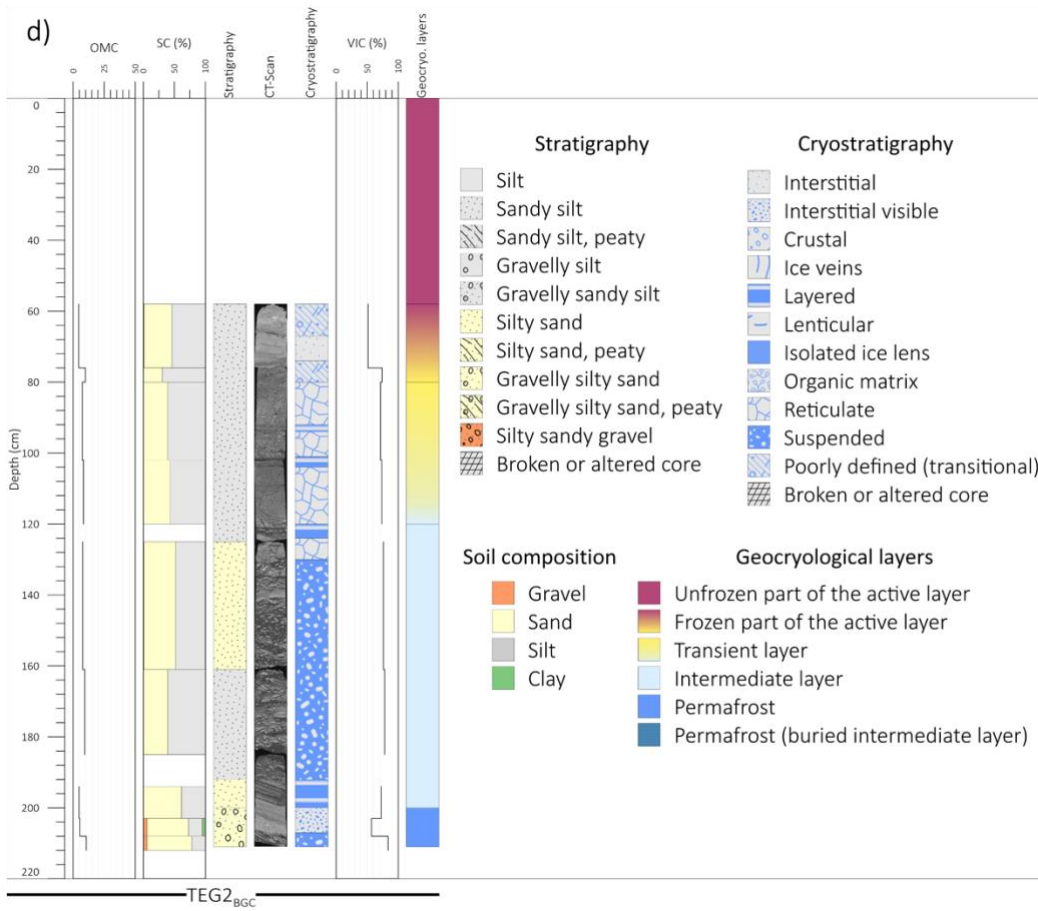 d)
OMC
SC (%)
Stratigraphy
CT-Scan
Cryostratigraphy
VIC (%)
Geocryo. layers
0
25
50
0
50
100
0
50
100
Depth (cm)
0
20
40
60
80
100
120
140
160
180
200
220
TEG2BGC
Stratigraphy
Silt
Sandy silt
Sandy silt, peaty
Gravelly silt
Gravelly sandy silt
Silty sand
Silty sand, peaty
Gravelly silty sand
Gravelly silty sand, peaty
Silty sandy gravel
Broken or altered core
Cryostratigraphy
Interstitial
Interstitial visible
Crustal
Ice veins
Layered
Lenticular
Isolated ice lens
Organic matrix
Reticulate
Suspended
Poorly defined (transitional)
Broken or altered core
Soil composition
Gravel
Sand
Silt
Clay
Geocryological layers
Unfrozen part of the active layer
Frozen part of the active layer
Transient layer
Intermediate layer
Permafrost
Permafrost (buried intermediate layer)